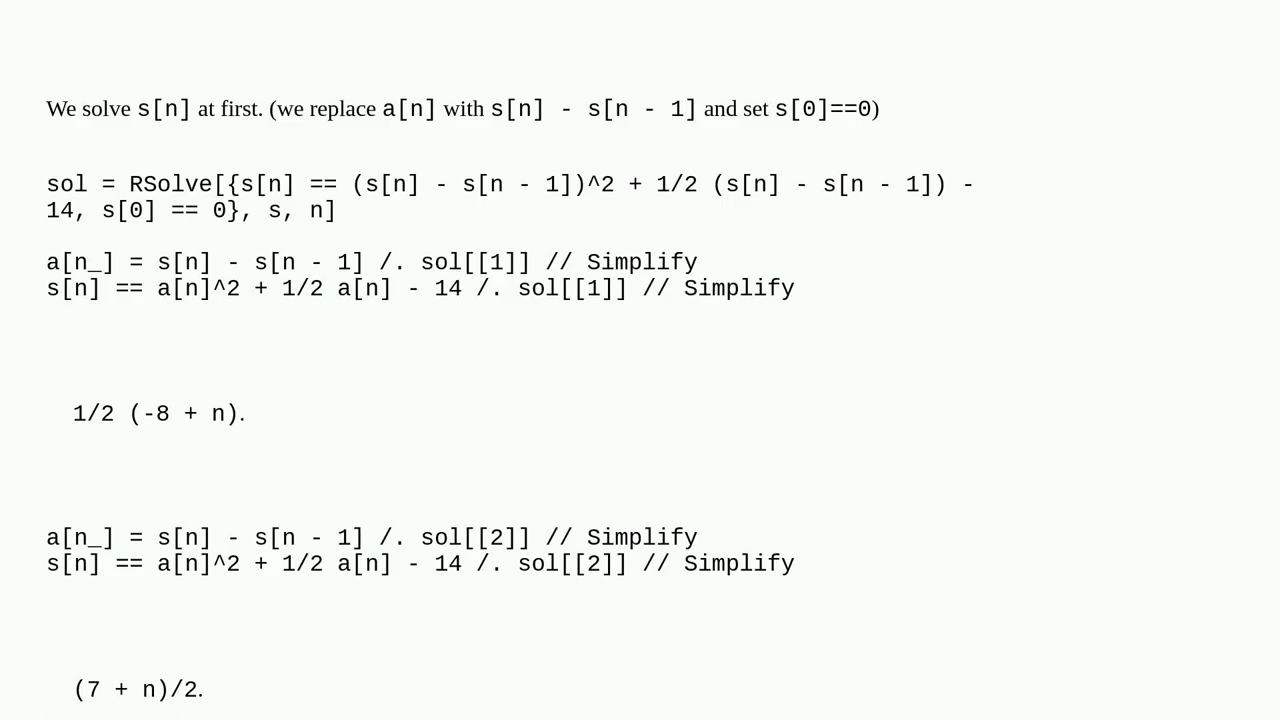 We solve s[n] at first. (we replace a[n] with s[n] - s[n - 1] and set s[0]==0)
sol = RSolve[{s[n] == (s[n] - s[n - 1])^2 + 1/2 (s[n] - s[n - 1]) -
14, s[0] == 0}, s, n]
a[n_] = s[n] - s[n - 1] /. sol[[1]] // Simplify
s[n] == a[n]^2 + 1/2 a[n] - 14 /. sol[[1]] // Simplify
1/2 (-8 + n).
a[n_] = s[n] - s[n - 1] /. sol[[2]] // Simplify
s[n] == a[n]^2 + 1/2 a[n] - 14 /. sol[[2]] // Simplify
(7 + n)/2.